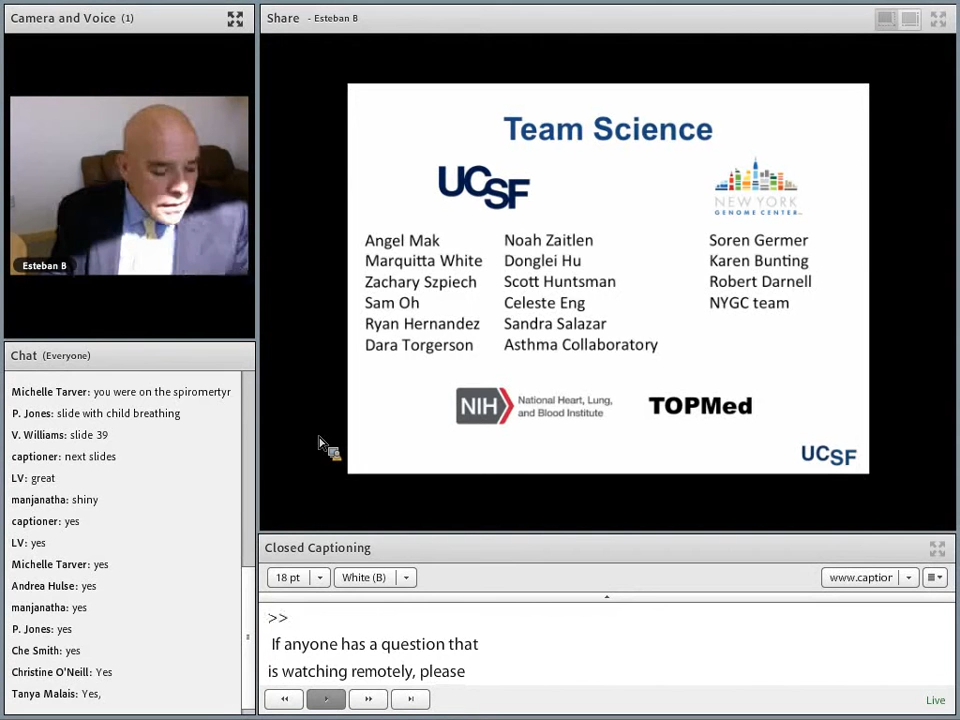 Camera and Voice (1)
Esteban B
Chat (Everyone)
Michelle Tarver: you were on the spiromertyr
P. Jones: slide with child breathing
V. Williams: slide 39
captioner: next slides
LV: great
manjanatha: shiny
captioner: yes
LV: yes
Michelle Tarver: yes
Andrea Hulse: yes
manjanatha: yes
P. Jones: yes
Che Smith: yes
Christine O'Neill: Yes
Tanya Malais: Yes,
Share - Esteban B
Team Science
UCSF
NEW YORK
GENOME CENTER
Angel Mak
Marquitta White
Zachary Szpiech
Sam Oh
Ryan Hernandez
Dara Torgerson
Noah Zaitlen
Donglei Hu
Scott Huntsman
Celeste Eng
Sandra Salazar
Asthma Collaboratory
Soren Germer
Karen Bunting
Robert Darnell
NYGC team
NIH National Heart, Lung,
and Blood Institute
TOPMed
UCSF
Closed Captioning
18 pt
White (B)
www.caption
>>
If anyone has a question that
is watching remotely, please
Live